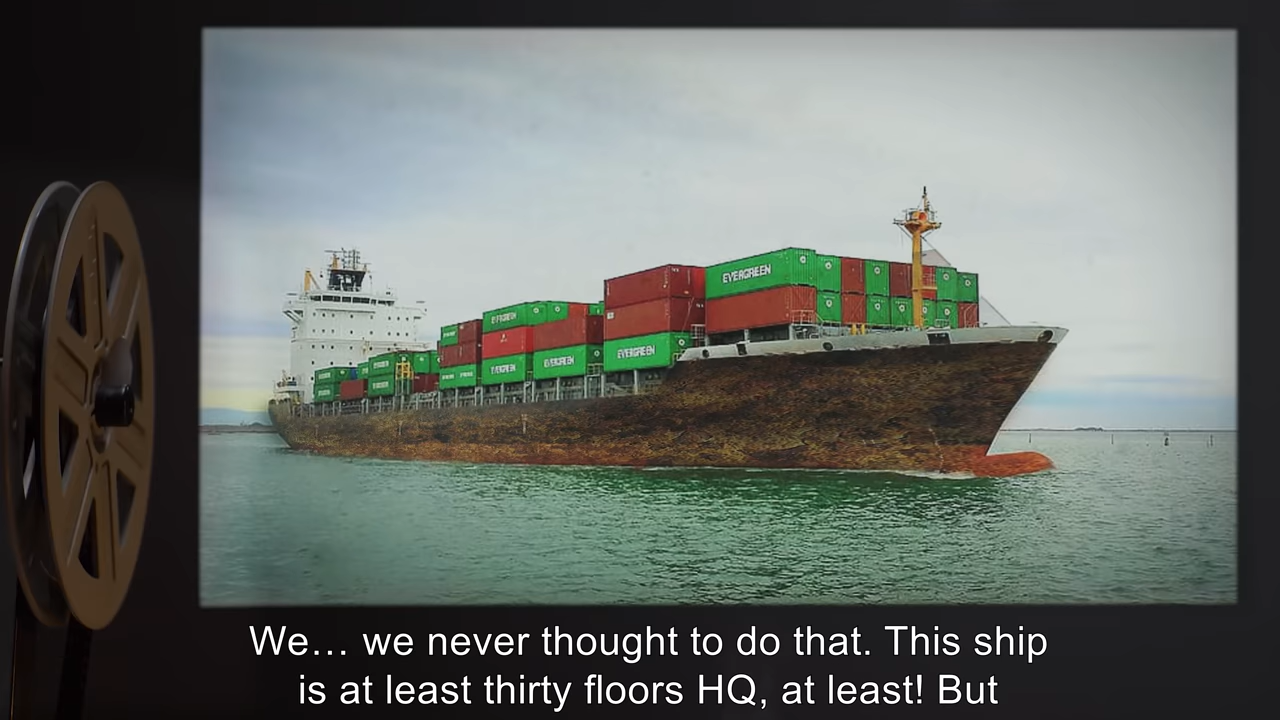 EVERGREEN
EVERGREEN
EVERGREEN
EVERGREEN
EVERGREEN
We… we never thought to do that. This ship
is at least thirty floors HQ, at least! But